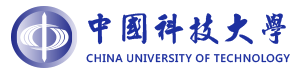 中國科技大學
CHINA UNIVERSITY OF TECHNOLOGY